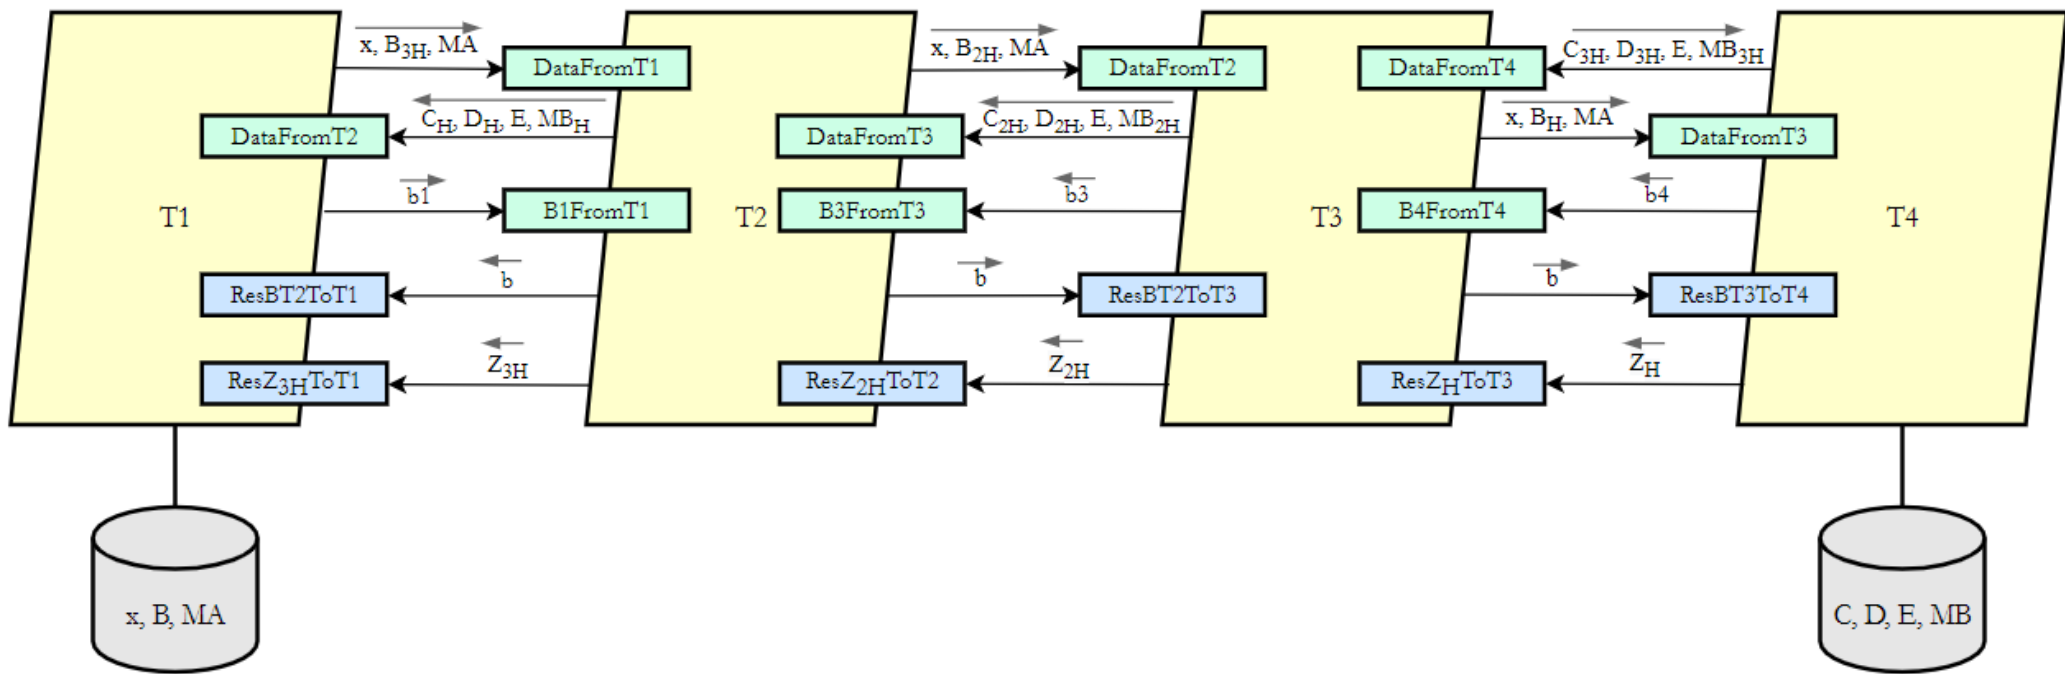 x, B3H, MA
DataFromT1
x, B2H, MA
DataFromT2
DataFromT4
C3H, D3H, E, MB3H
DataFromT2
CH, DH, E, MBH
DataFromT3
C2H, D2H, E, MB2H
x, BH, MA
DataFromT3
T1
b1
B1FromT1
T2
B3FromT3
b3
T3
B4FromT4
b4
T4
ResBT2ToT1
b
b
ResBT2ToT3
b
ResBT3ToT4
ResZ3HToT1
Z3H
ResZ2HToT2
Z2H
ResZHToT3
ZH
x, B, MA
C, D, E, MB